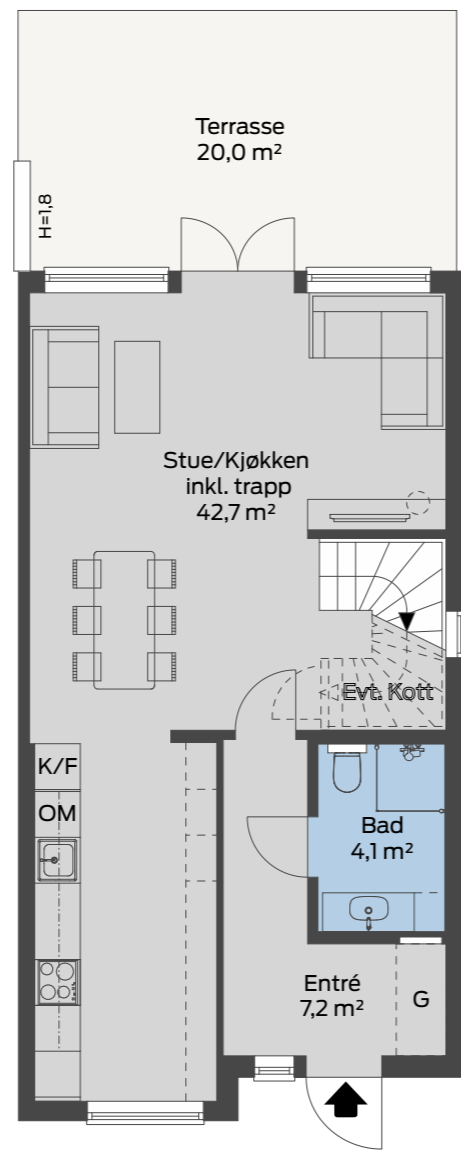 Terrasse
20,0 m²
H=1,8
Stue/Kjøkken
inkl. trapp
42,7 m²
Evt. Kott
K/F
OM
Bad
4,1 m²
Entré
7,2 m²
G